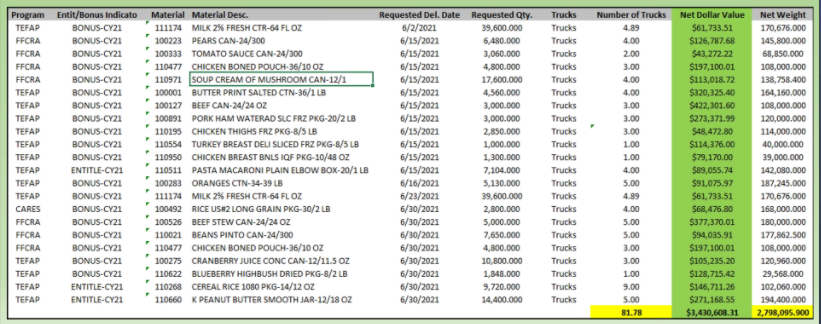 Program Entit/Bonus Indicato Material Material Desc. Requested Del. Date Requested Qty. Trucks Number of Trucks Net Dollar Value Net Weight
TEFAP BONUS-CY21 111174 MILK 2% FRESH CTR-64 FL OZ 6/2/2021 39,600.000 Trucks 4.89 $61,733.51 170,676.000
FFCRA BONUS-CY21 100223 PEARS CAN-24/300 6/15/2021 6,480.000 Trucks 4.00 $126,787.68 145,800.000
FFCRA BONUS-CY21 100333 TOMATO SAUCE CAN-24/300 6/15/2021 3,060.000 Trucks 2.00 $43,272.22 68,850.000
FFCRA BONUS-CY21 110477 CHICKEN BONED POUCH-36/10 OZ 6/15/2021 4,800.000 Trucks 3.00 $197,100.01 108,000.000
FFCRA BONUS-CY21 110971 SOUP CREAM OF MUSHROOM CAN-12/1 6/15/2021 17,600.000 Trucks 4.00 $113,018.72 138,758.400
TEFAP BONUS-CY21 100001 BUTTER PRINT SALTED CTN-36/1 LB 6/15/2021 4,560.000 Trucks 4.00 $320,325.40 164,160.000
TEFAP BONUS-CY21 100127 BEEF CAN-24/24 OZ 6/15/2021 3,000.000 Trucks 3.00 $422,301.60 108,000.000
TEFAP BONUS-CY21 100891 PORK HAM WATERAD SLC FRZ PKG-20/2 LB 6/15/2021 3,000.000 Trucks 3.00 $273,371.99 120,000.000
TEFAP BONUS-CY21 110195 CHICKEN THIGHS FRZ PKG-8/5 LB 6/15/2021 2,850.000 Trucks 3.00 $48,472.80 114,000.000
TEFAP BONUS-CY21 110554 TURKEY BREAST DELI SLICED FRZ PKG-8/5 LB 6/15/2021 1,000.000 Trucks 1.00 $114,376.00 40,000.000
TEFAP BONUS-CY21 110950 CHICKEN BREAST BNLS IQF PKG-10/48 OZ 6/15/2021 1,300.000 Trucks 1.00 $79,170.00 39,000.000
TEFAP ENTITLE-CY21 110511 PASTA MACARONI PLAIN ELBOW BOX-20/1 LB 6/15/2021 7,104.000 Trucks 4.00 $89,055.74 142,080.000
TEFAP BONUS-CY21 100283 ORANGES CTN-34-39 LB 6/16/2021 5,130.000 Trucks 5.00 $91,075.97 187,245.000
TEFAP BONUS-CY21 111174 MILK 2% FRESH CTR-64 FL OZ 6/23/2021 39,600.000 Trucks 4.89 $61,733.51 170,676.000
CARES BONUS-CY21 100492 RICE US#2 LONG GRAIN PKG-30/2 LB 6/30/2021 2,800.000 Trucks 4.00 $68,476.80 168,000.000
FFCRA BONUS-CY21 100526 BEEF STEW CAN-24/24 OZ 6/30/2021 5,000.000 Trucks 5.00 $377,370.01 180,000.000
FFCRA BONUS-CY21 110021 BEANS PINTO CAN-24/300 6/30/2021 7,650.000 Trucks 5.00 $94,035.91 177,862.500
FFCRA BONUS-CY21 110477 CHICKEN BONED POUCH-36/10 OZ 6/30/2021 4,800.000 Trucks 3.00 $197,100.01 108,000.000
TEFAP BONUS-CY21 100275 CRANBERRY JUICE CONC CAN-12/11.5 OZ 6/30/2021 10,800.000 Trucks 3.00 $105,235.20 120,960.000
TEFAP BONUS-CY21 110622 BLUEBERRY HIGHBUSH DRIED PKG-8/2 LB 6/30/2021 1,848.000 Trucks 1.00 $128,715.42 29,568.000
TEFAP ENTITLE-CY21 110268 CEREAL RICE 1080 PKG-14/12 OZ 6/30/2021 9,720.000 Trucks 9.00 $146,711.26 102,060.000
TEFAP ENTITLE-CY21 110660 K PEANUT BUTTER SMOOTH JAR-12/18 OZ 6/30/2021 14,400.000 Trucks 5.00 $271,168.55 194,400.000
81.78 $3,430,608.31 2,798,095.900